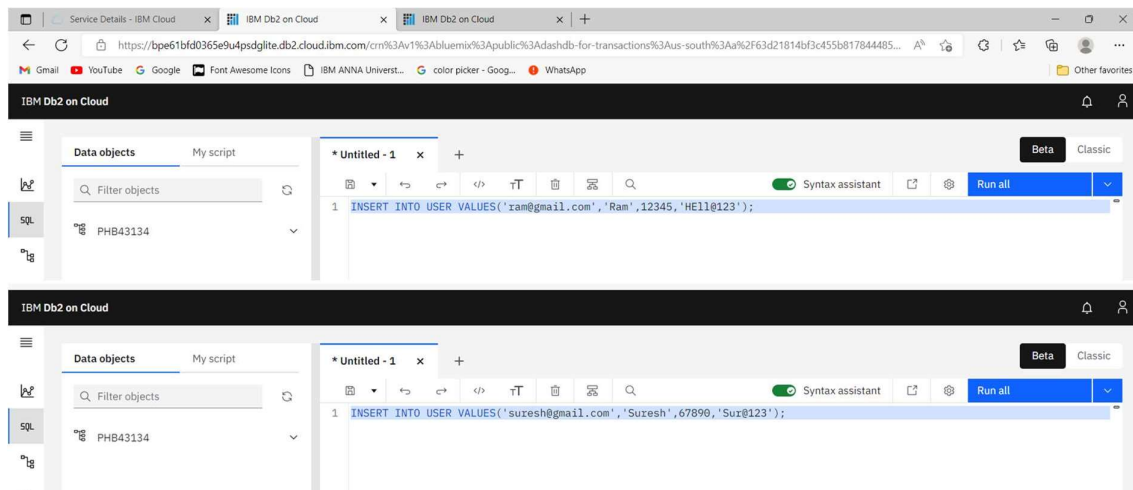 Service Details - IBM Cloud
IBM Db2 on Cloud
IBM Db2 on Cloud
https://bpe61bfd0365e9u4psdglite.db2.cloud.ibm.com/crn%3Av1%3Abluemix%3Apublic%3Adashdb-for-transactions%3Aus-south%3Aa%2F63d21814bf3c455b817844485...
Gmail YouTube Google Font Awesome Icons IBM ANNA Universt... color picker - Goog... WhatsApp Other favorites
IBM Db2 on Cloud
Data objects My script * Untitled - 1 Beta Classic
Filter objects Syntax assistant Run all
1 INSERT INTO USER VALUES('ram@gmail.com','Ram',12345,'HEll@123');
SQL
PHB43134
IBM Db2 on Cloud
Data objects My script * Untitled - 1 Beta Classic
Filter objects Syntax assistant Run all
1 INSERT INTO USER VALUES('suresh@gmail.com','Suresh',67890,'Sur@123');
SQL
PHB43134